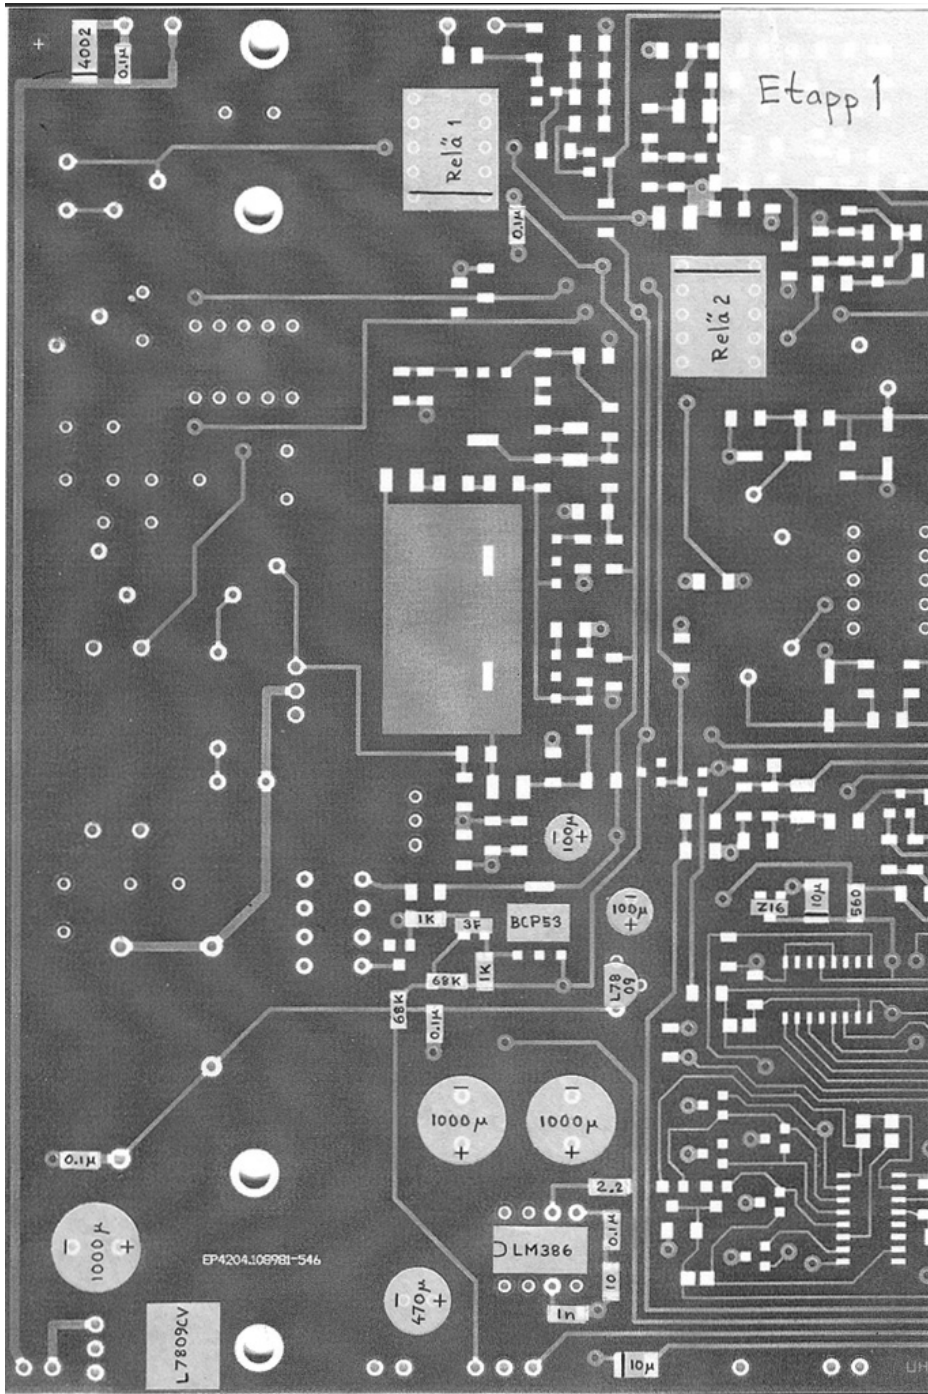 +
4002
0.1µ
Etapp 1
Relä 1
0.1µ
Relä 2
-
100µ
+
-
100µ
+
Z16
10µ
560
1K
3F
BCP53
68K
1K
68K
0.1µ
L78
09
-
1000µ
+
-
1000µ
+
0.1µ
-
1000µ
+
2.2
0.1µ
LM386
10
1n
EP4204.108981-546
-
470µ
+
L7809CV
10µ